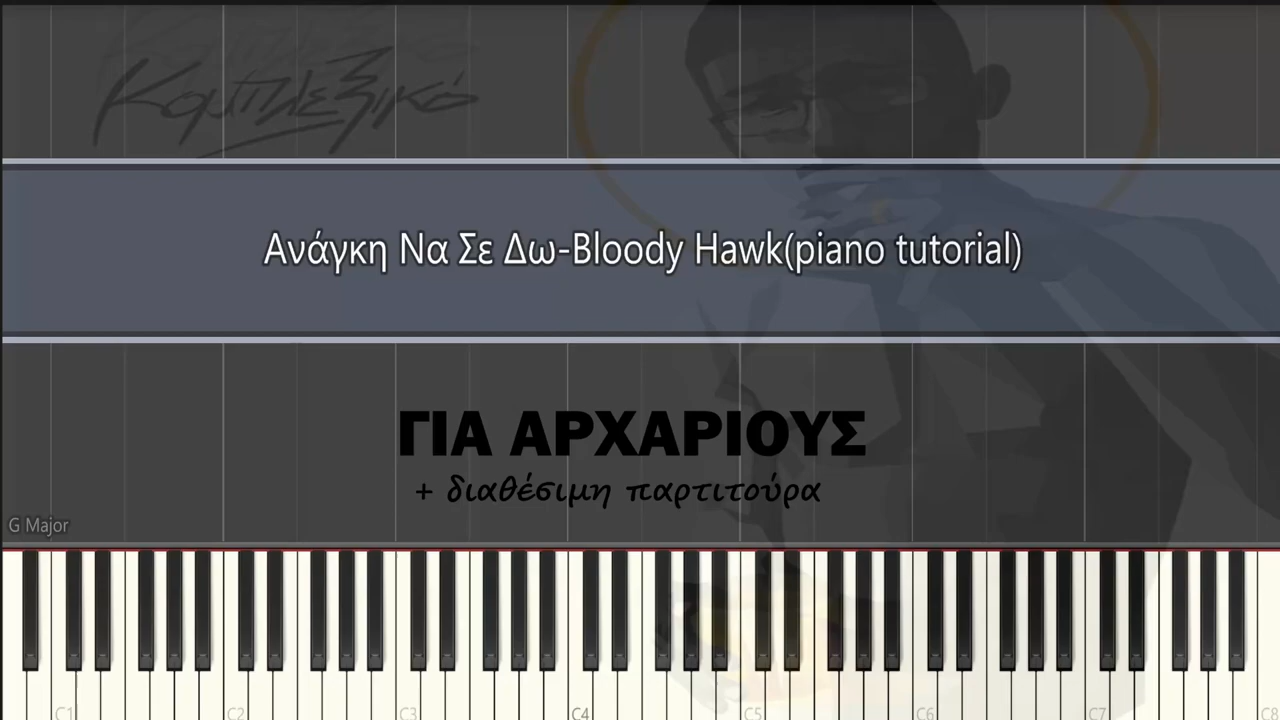 Κομπλεξικό
Ανάγκη Να Σε Δω-Bloody Hawk(piano tutorial)
ΓΙΑ ΑΡΧΑΡΙΟΥΣ
+ διαθέσιμη παρτιτούρα
G Major
C1 C2 C3 C4 C5 C6 C7 C8